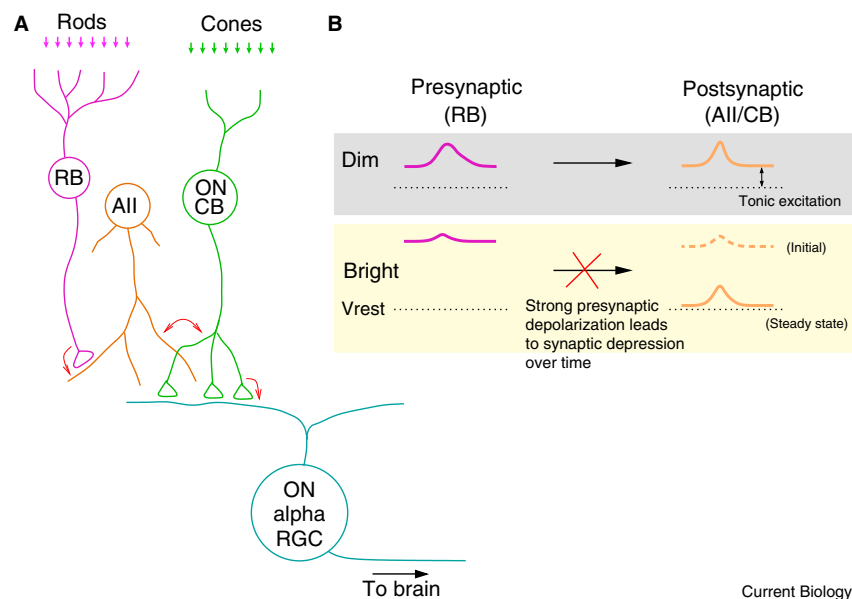 A
Rods
Cones
RB
AII
ON
CB
ON
alpha
RGC
To brain
B
Presynaptic
(RB)
Postsynaptic
(AII/CB)
Dim
Tonic excitation
Bright
(Initial)
Vrest
Strong presynaptic
depolarization leads
to synaptic depression
over time
(Steady state)
Current Biology